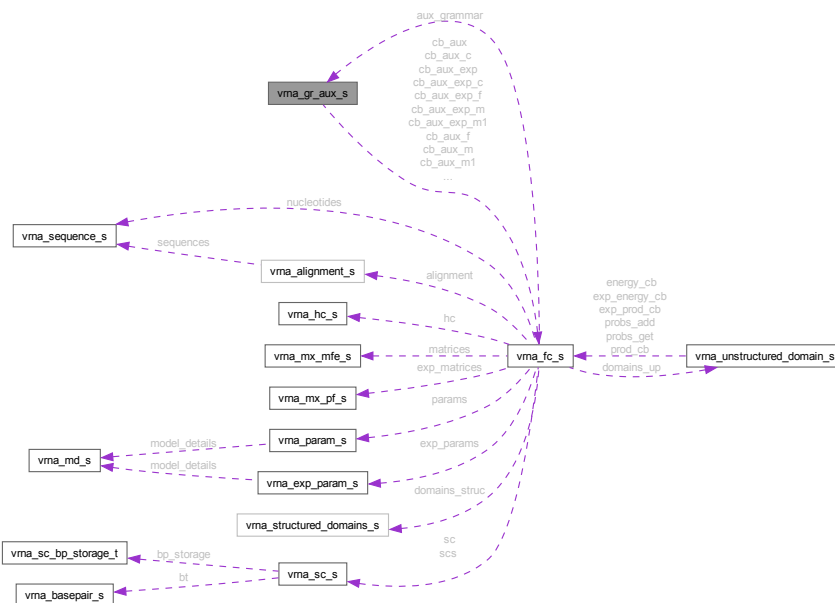 aux_grammar
cb_aux
cb_aux_c
cb_aux_exp
cb_aux_exp_c
cb_aux_exp_f
cb_aux_exp_m
cb_aux_exp_m1
cb_aux_f
cb_aux_m
cb_aux_m1
...
vrna_gr_aux_s
nucleotides
vrna_sequence_s
sequences
vrna_alignment_s
alignment
vrna_hc_s
hc
vrna_mx_mfe_s
matrices
vrna_fc_s
energy_cb
exp_energy_cb
exp_prod_cb
probs_add
probs_get
prod_cb
domains_up
vrna_unstructured_domain_s
exp_matrices
vrna_mx_pf_s
params
vrna_param_s
model_details
vrna_md_s
model_details
exp_params
vrna_exp_param_s
domains_struc
vrna_structured_domains_s
sc
scs
vrna_sc_bp_storage_t
bp_storage
vrna_sc_s
bt
vrna_basepair_s